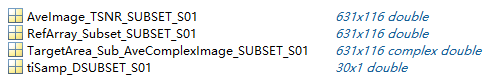 AveImage_TSNR_SUBSET_S01 631x116 double
RefArray_Subset_SUBSET_S01 631x116 double
TargetArea_Sub_AveComplexImage_SUBSET_S01 631x116 complex double
tiSamp_DSUBSET_S01 30x1 double